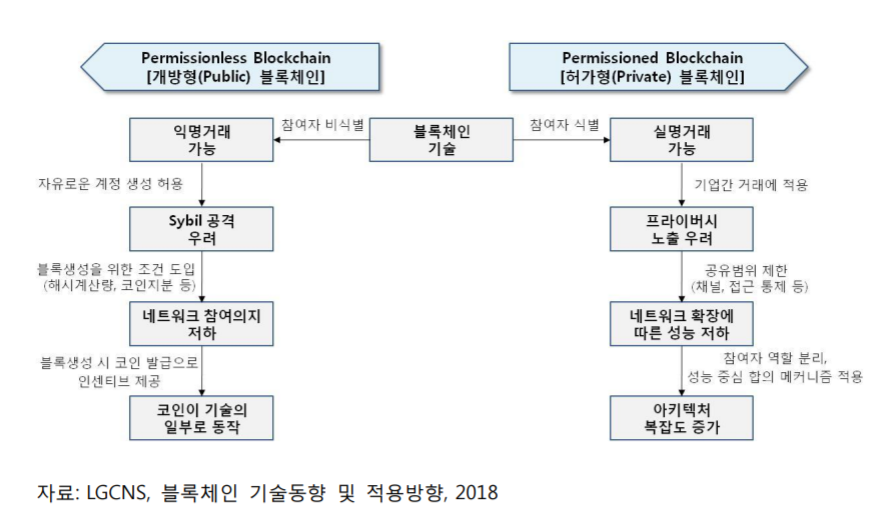 Permissionless Blockchain
[개방형(Public) 블록체인]
Permissioned Blockchain
[허가형(Private) 블록체인]
익명거래
가능
참여자 비식별
블록체인
기술
참여자 식별
실명거래
가능
자유로운 계정 생성 허용
기업간 거래에 적용
Sybil 공격
우려
프라이버시
노출 우려
블록생성을 위한 조건 도입
(해시계산량, 코인지분 등)
공유범위 제한
(채널, 접근 통제 등)
네트워크 참여의지
저하
네트워크 확장에
따른 성능 저하
블록생성 시 코인 발급으로
인센티브 제공
참여자 역할 분리,
성능 중심 합의 메커니즘 적용
코인이 기술의
일부로 동작
아키텍처
복잡도 증가
자료: LGCNS, 블록체인 기술동향 및 적용방향, 2018